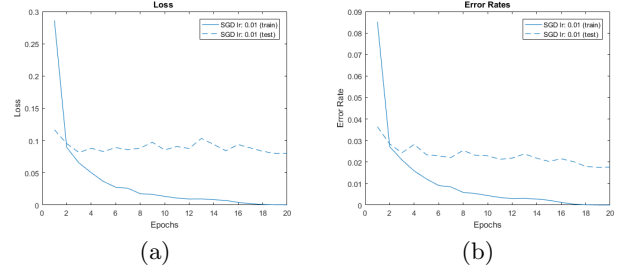 Loss
SGD lr: 0.01 (train)
SGD lr: 0.01 (test)
0.3
0.25
0.2
0.15
0.1
0.05
0
Loss
0 2 4 6 8 10 12 14 16 18 20
Epochs
(a)
Error Rates
SGD lr: 0.01 (train)
SGD lr: 0.01 (test)
0.09
0.08
0.07
0.06
0.05
0.04
0.03
0.02
0.01
0
Error Rate
0 2 4 6 8 10 12 14 16 18 20
Epochs
(b)